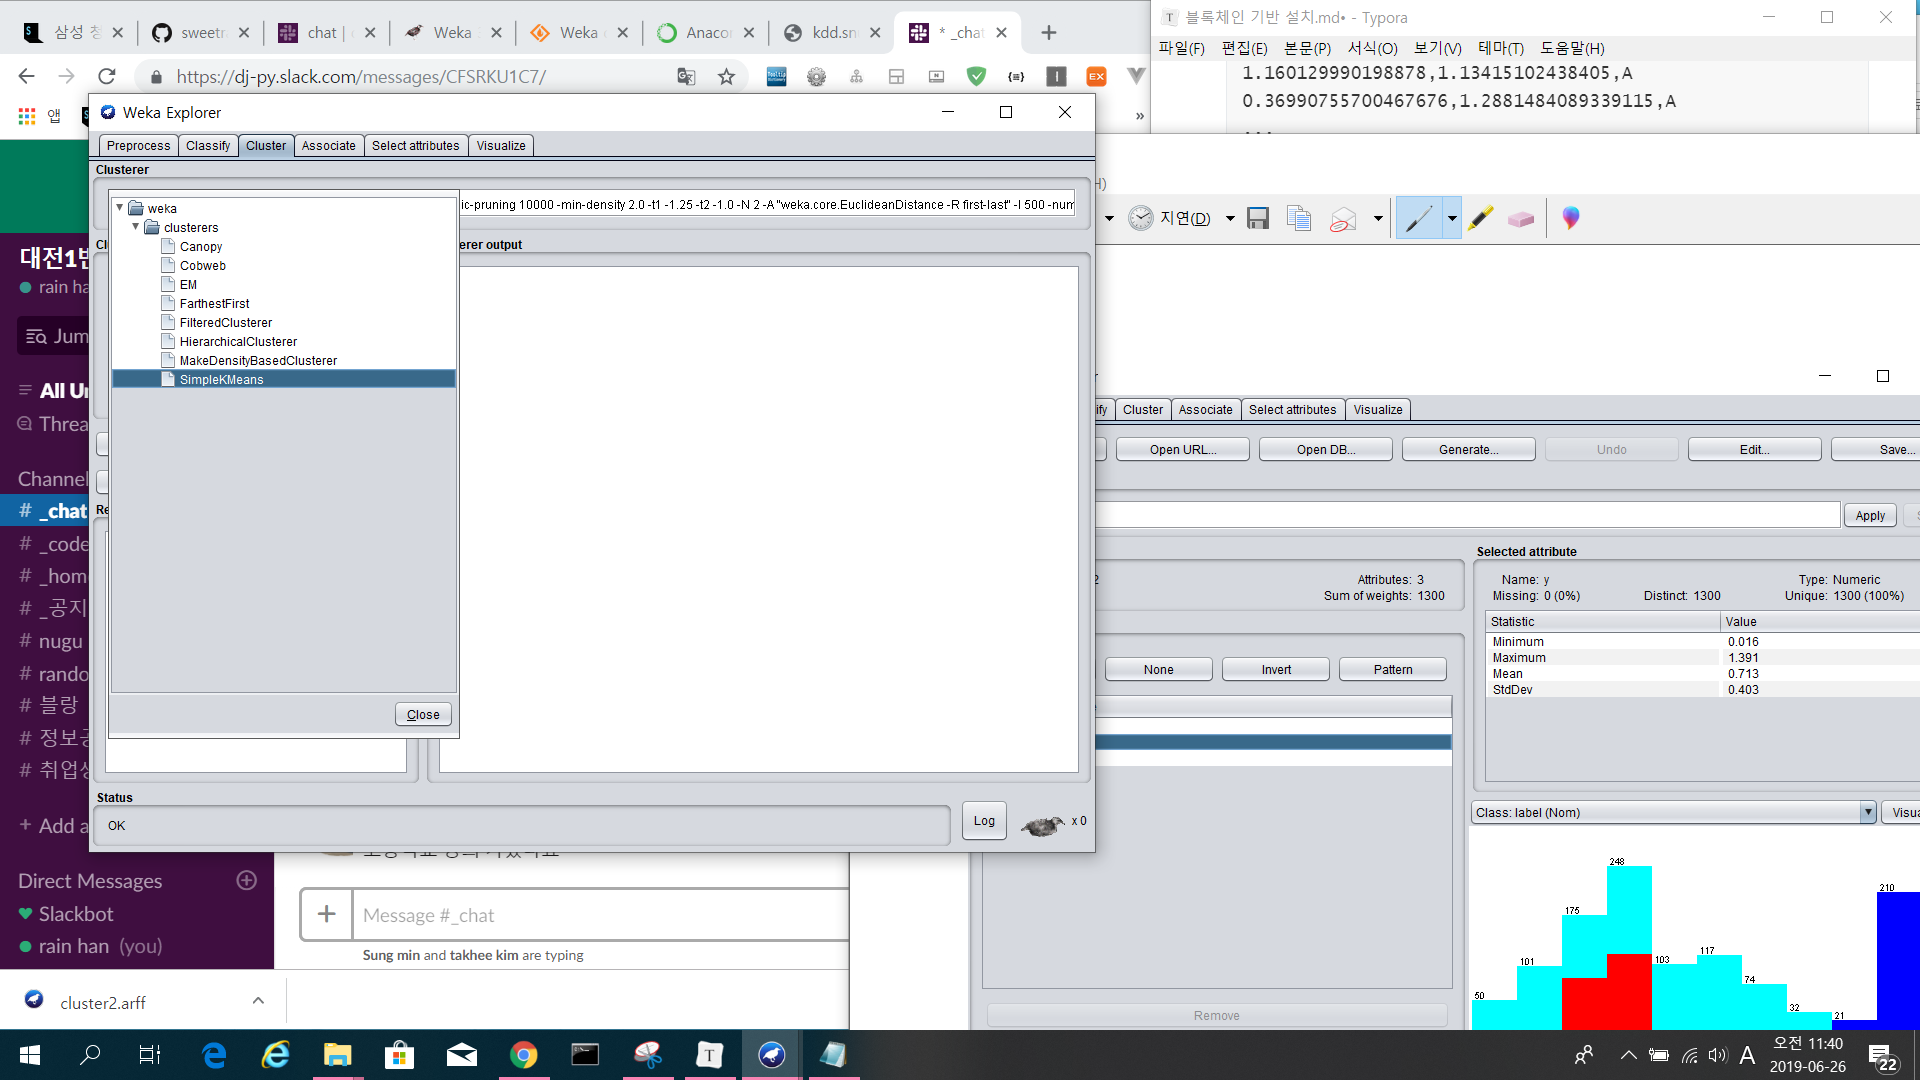 삼성 청
sweetr
chat |
Weka
Weka
Anacor
kdd.sn
* _chat
https://dj-py.slack.com/messages/CFSRKU1C7/
앱
»
블록체인 기반 설치.md• - Typora
파일(F) 편집(E) 본문(P) 서식(O) 보기(V) 테마(T) 도움말(H)
1.160129990198878,1.13415102438405,A
0.36990755700467676,1.2881484089339115,A
Weka Explorer
Preprocess Classify Cluster Associate Select attributes Visualize
Clusterer
ic-pruning 10000 -min-density 2.0 -t1 -1.25 -t2 -1.0 -N 2 -A "weka.core.EuclideanDistance -R first-last" -I 500 -num
Cl
erer output
weka
clusterers
Canopy
Cobweb
EM
FarthestFirst
FilteredClusterer
HierarchicalClusterer
MakeDensityBasedClusterer
SimpleKMeans
Close
Re
Status
OK
Log
x 0
대전1반
rain ha
Jum
All Un
Threa
Channel
# _chat
# _code
# _hom
# _공지
# nugu
# rando
# 블랑
# 정보공
# 취업
+ Add a
Direct Messages
Slackbot
rain han (you)
Message #_chat
Sung min and takhee kim are typing
cluster2.arff
H)
지연(D)
ify Cluster Associate Select attributes Visualize
Open URL... Open DB... Generate... Undo Edit... Save...
Apply
2
Attributes: 3
Sum of weights: 1300
None Invert Pattern
Remove
Selected attribute
Name: y
Type: Numeric
Missing: 0 (0%)
Distinct: 1300
Unique: 1300 (100%)
Statistic Value
Minimum 0.016
Maximum 1.391
Mean 0.713
StdDev 0.403
Class: label (Nom)
Visua
50
101
175
248
103
117
74
32
21
210
A
오전 11:40
2019-06-26
22